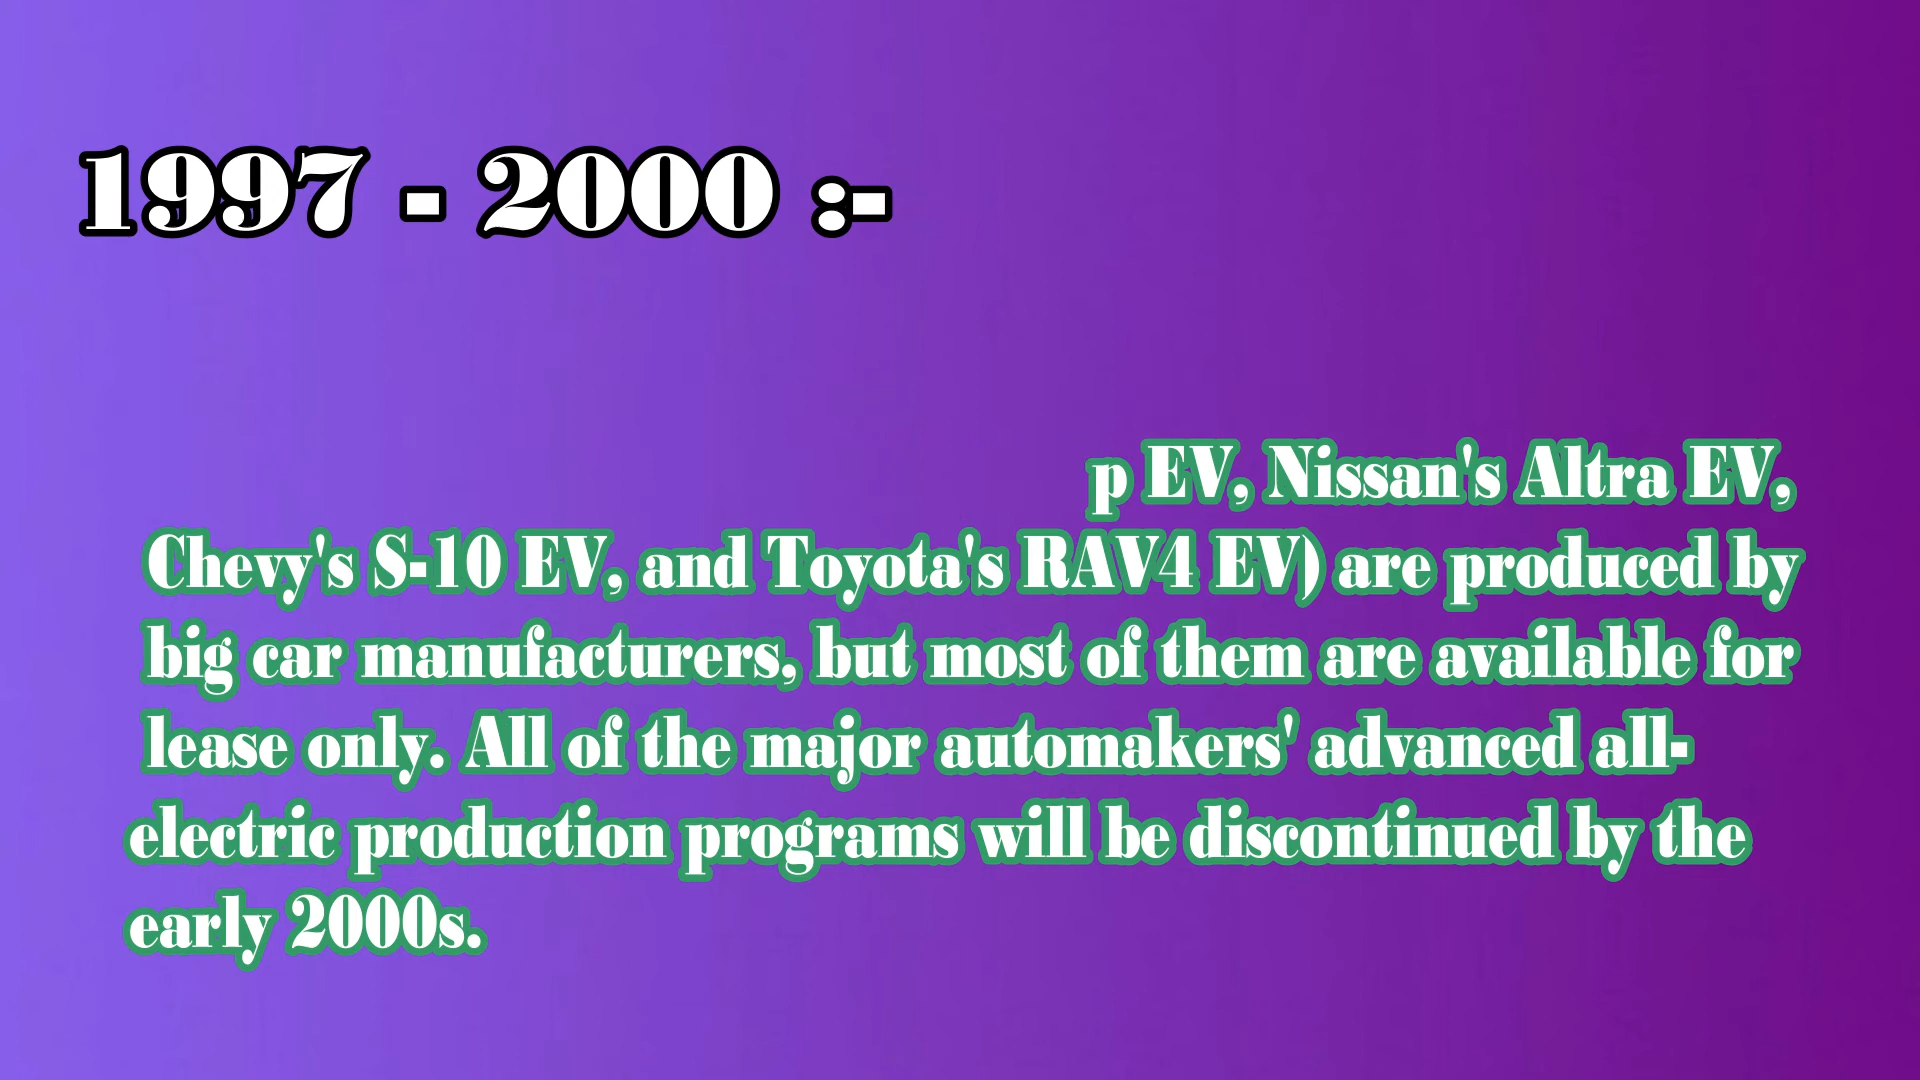 1997 - 2000 :-
p EV, Nissan's Altra EV,
Chevy's S-10 EV, and Toyota's RAV4 EV) are produced by
big car manufacturers, but most of them are available for
lease only. All of the major automakers' advanced all-
electric production programs will be discontinued by the
early 2000s.